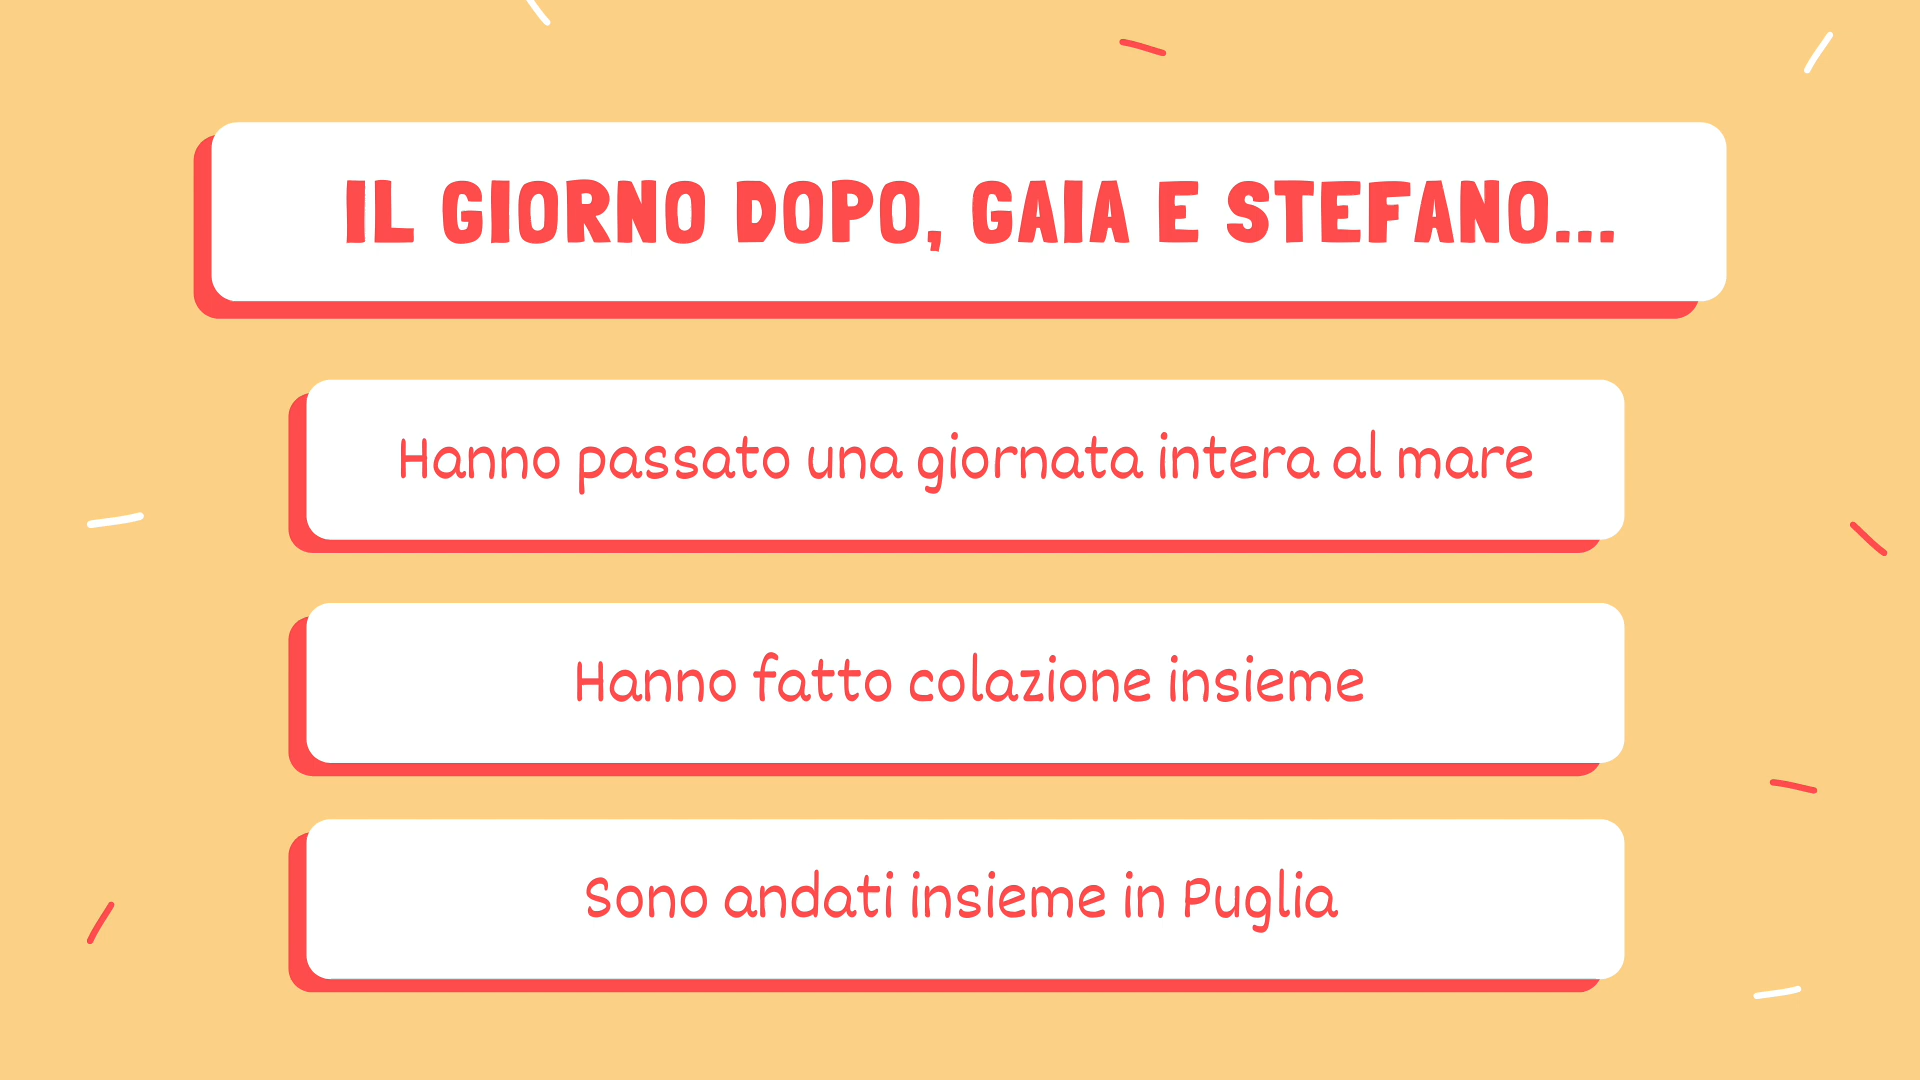 IL GIORNO DOPO, GAIA E STEFANO...
Hanno passato una giornata intera al mare
Hanno fatto colazione insieme
Sono andati insieme in Puglia